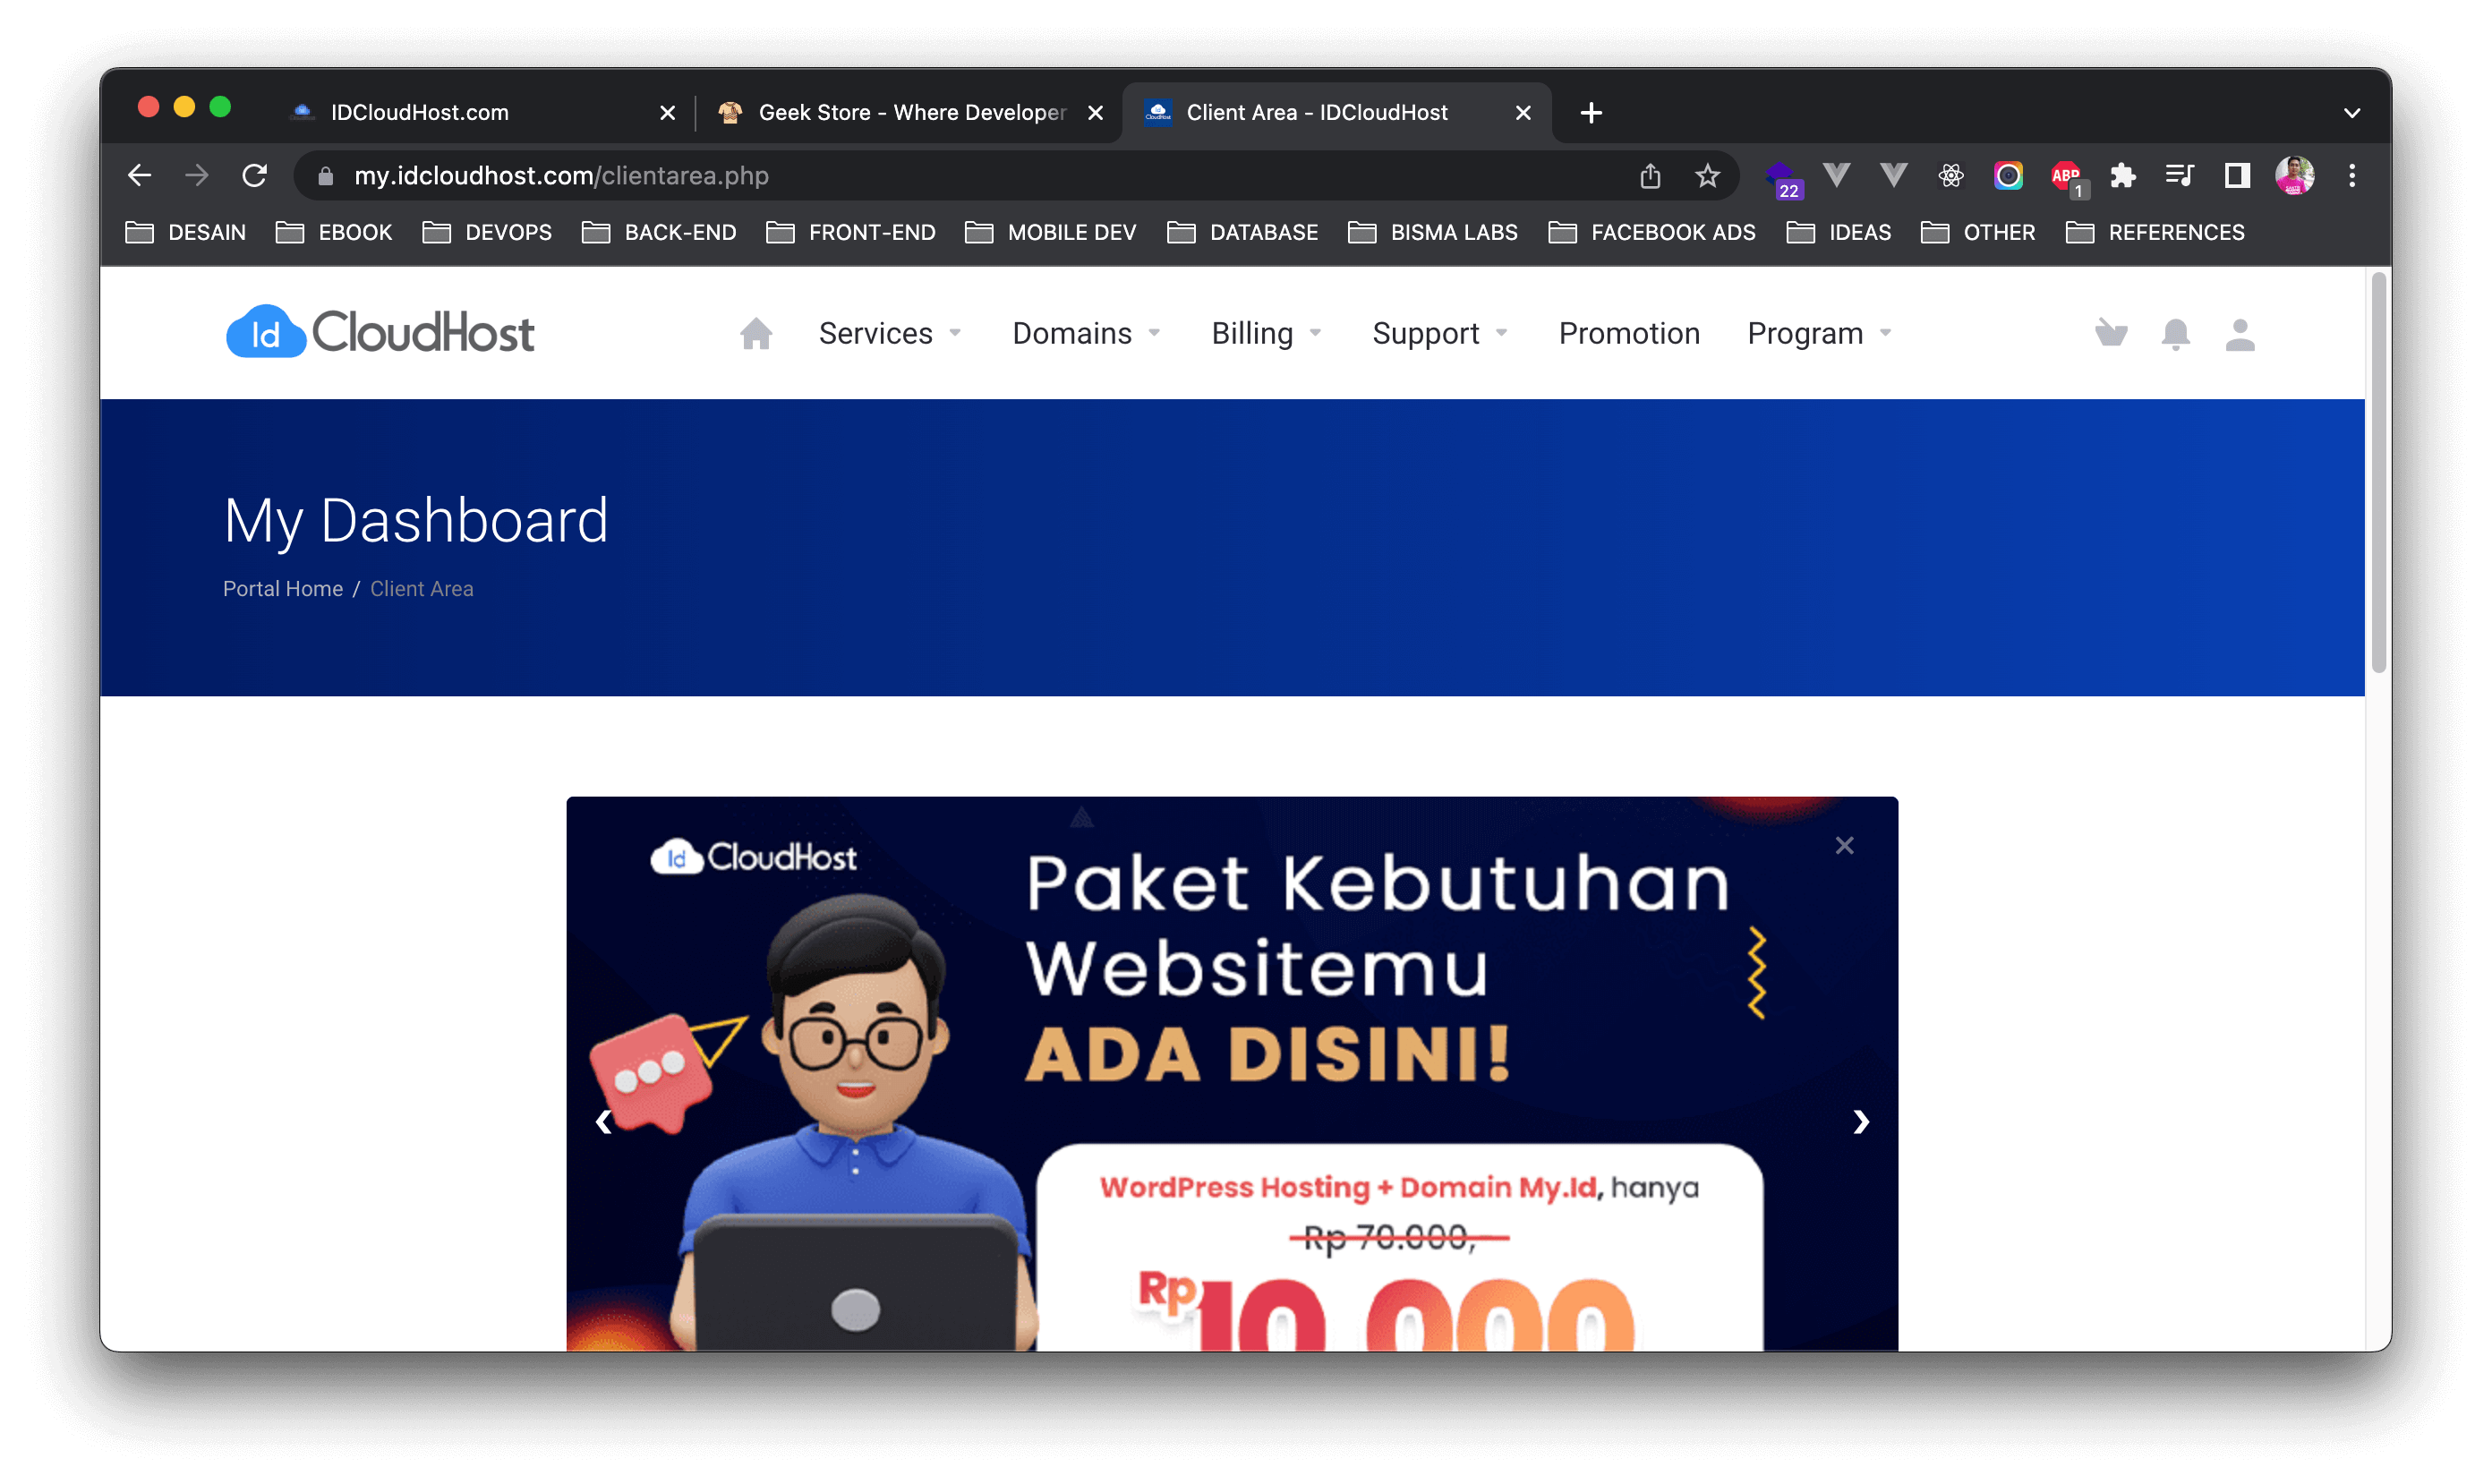 IDCloudHost.com
Geek Store - Where Developer
Client Area - IDCloudHost
my.idcloudhost.com/clientarea.php
22
ABP
1
DESAIN
EBOOK
DEVOPS
BACK-END
FRONT-END
MOBILE DEV
DATABASE
BISMA LABS
FACEBOOK ADS
IDEAS
OTHER
REFERENCES
Id CloudHost
Services
Domains
Billing
Support
Promotion
Program
My Dashboard
Portal Home / Client Area
Id CloudHost
Paket Kebutuhan
Websitemu
ADA DISINI!
WordPress Hosting + Domain My.Id, hanya
Rp 70.000,-
Rp 10.000